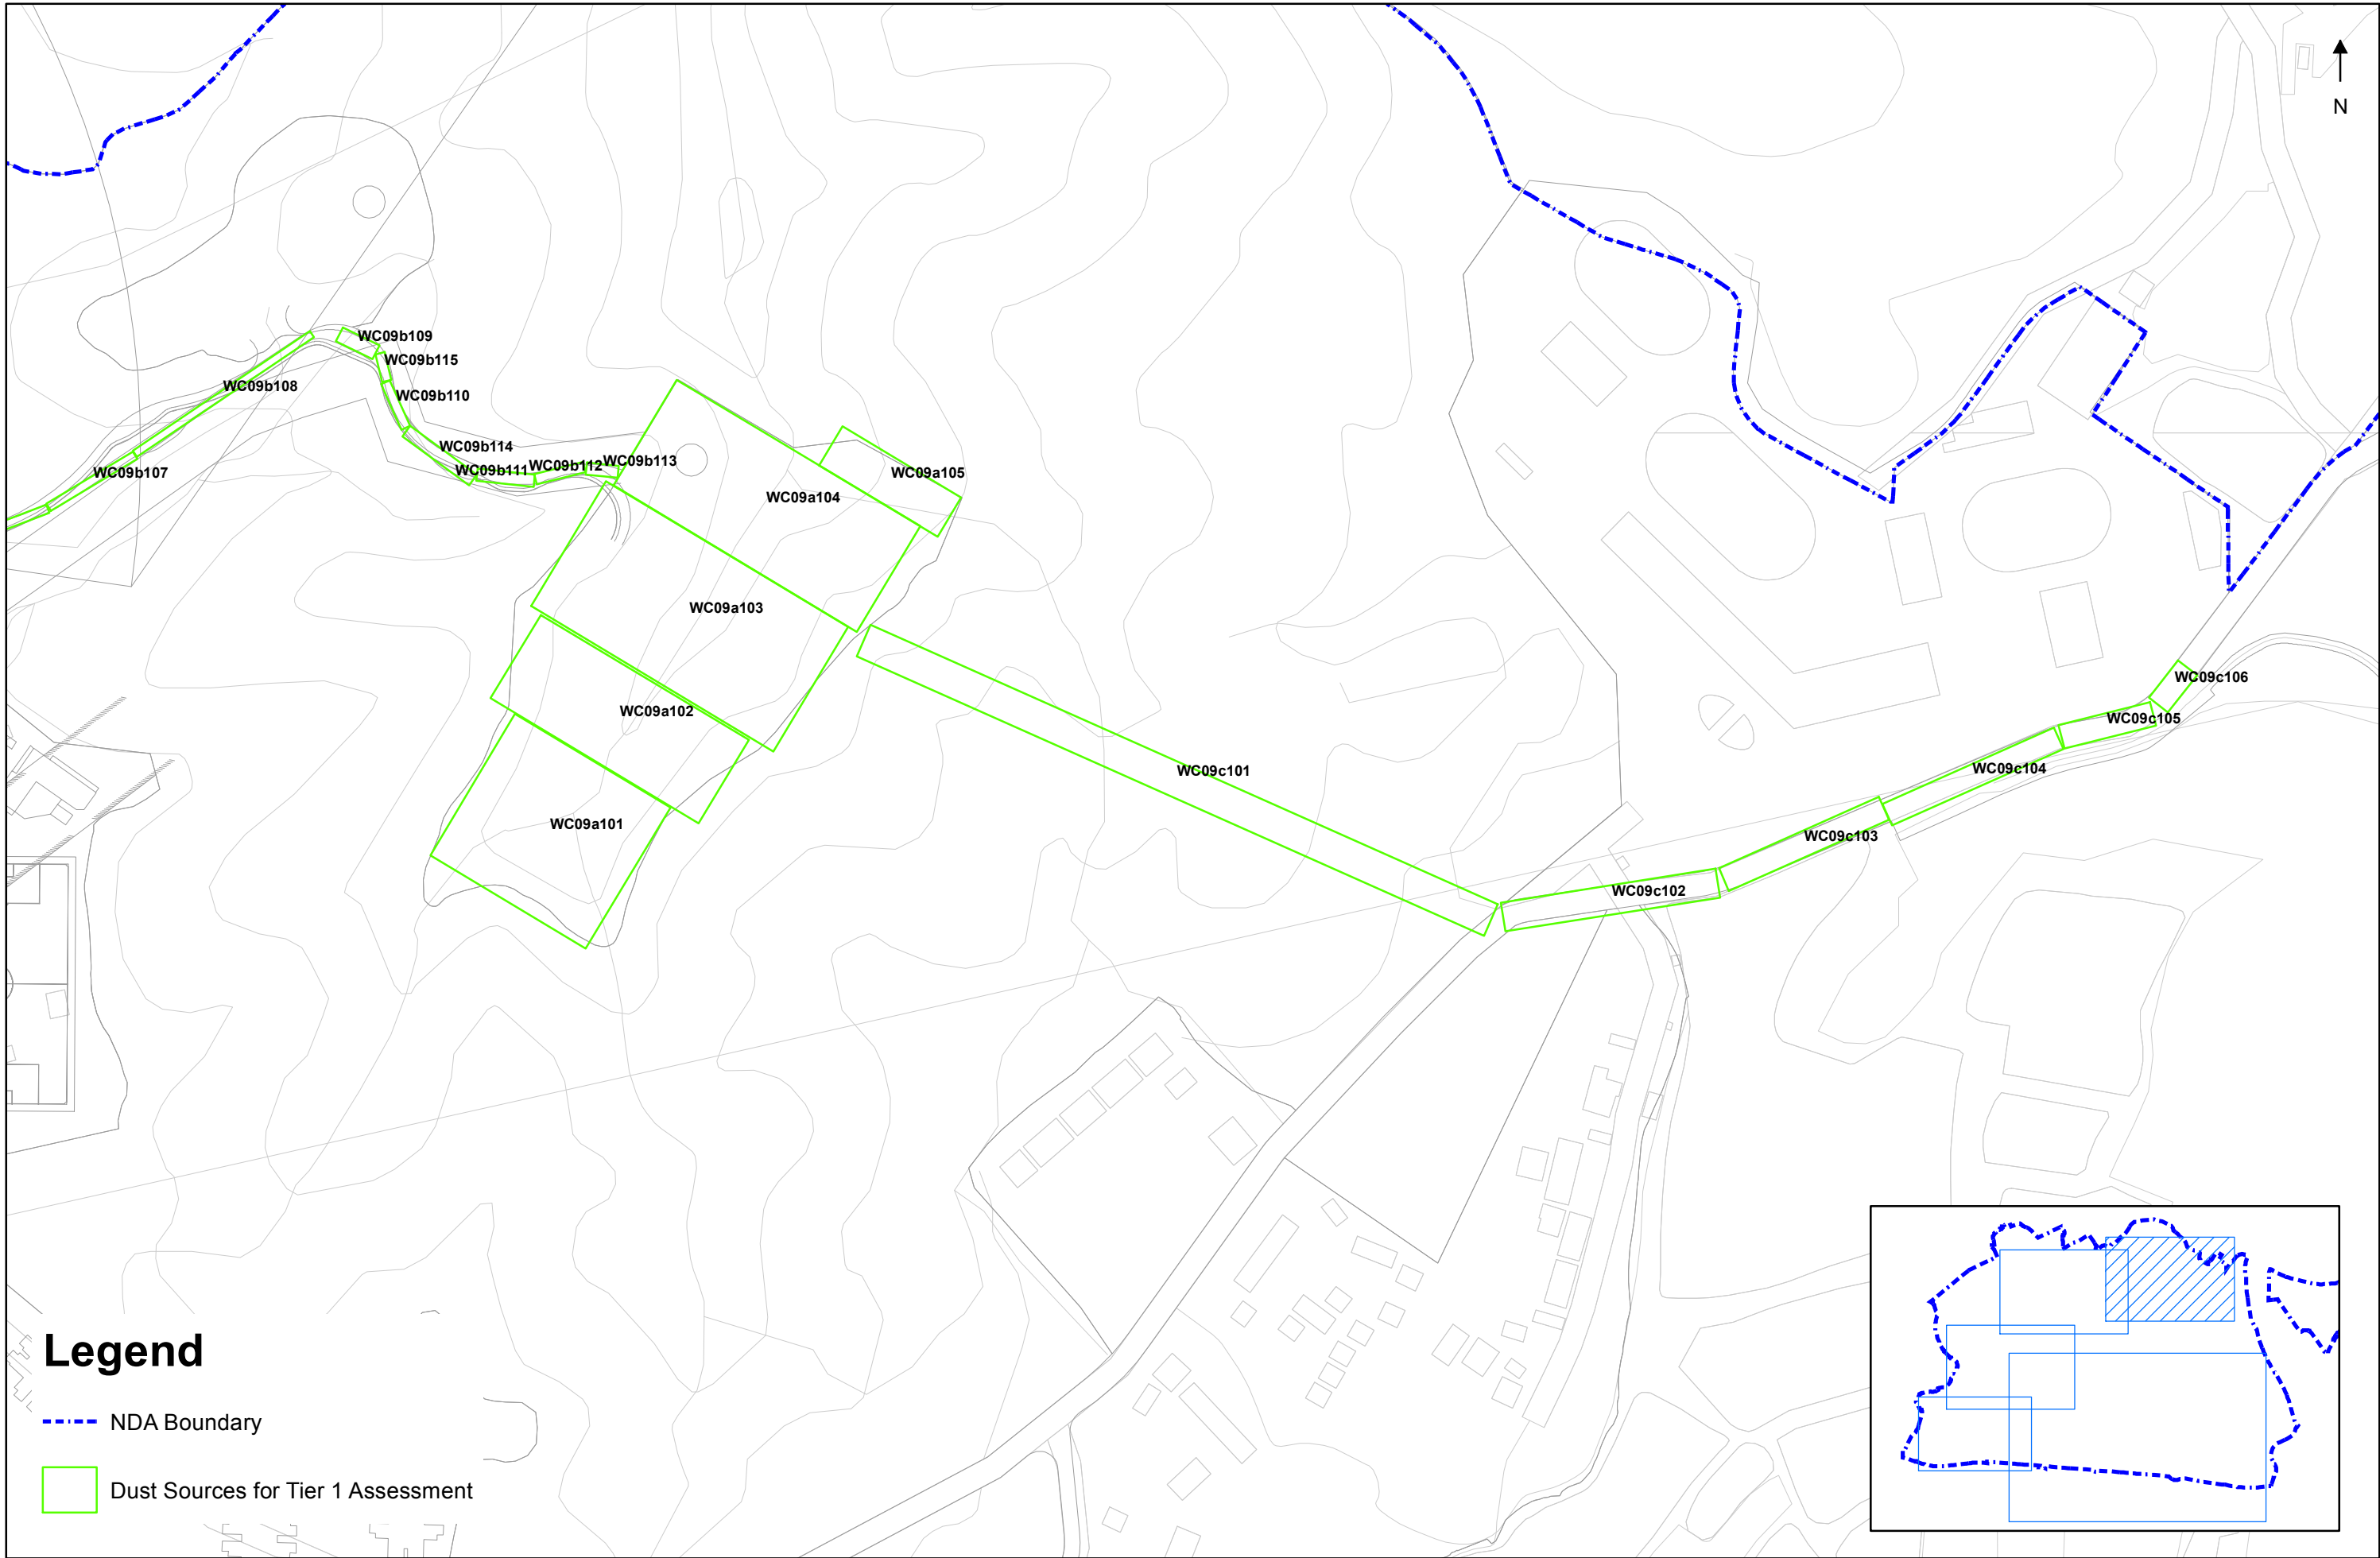 N
WC09b109
WC09b115
WC09b108
WC09b110
WC09b114
WC09b113
WC09b112
WC09b111
WC09b107
WC09a105
WC09a104
WC09a103
WC09a102
WC09a101
WC09c101
WC09c106
WC09c105
WC09c104
WC09c103
WC09c102
Legend
NDA Boundary
Dust Sources for Tier 1 Assessment